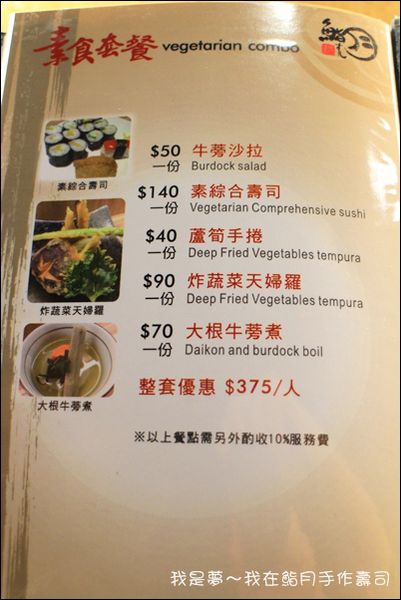 素食套餐 vegetarian combo
鮨月
$50 牛蒡沙拉
一份 Burdock salad
素綜合壽司
$140 素綜合壽司
一份 Vegetarian Comprehensive sushi
$40 蘆筍手捲
一份 Deep Fried Vegetables tempura
$90 炸蔬菜天婦羅
一份 Deep Fried Vegetables tempura
炸蔬菜天婦羅
$70 大根牛蒡煮
一份 Daikon and burdock boil
大根牛蒡煮
整套優惠 $375/人
※以上餐點需另外酌收10%服務費
我是夢～我在鮨月手作壽司